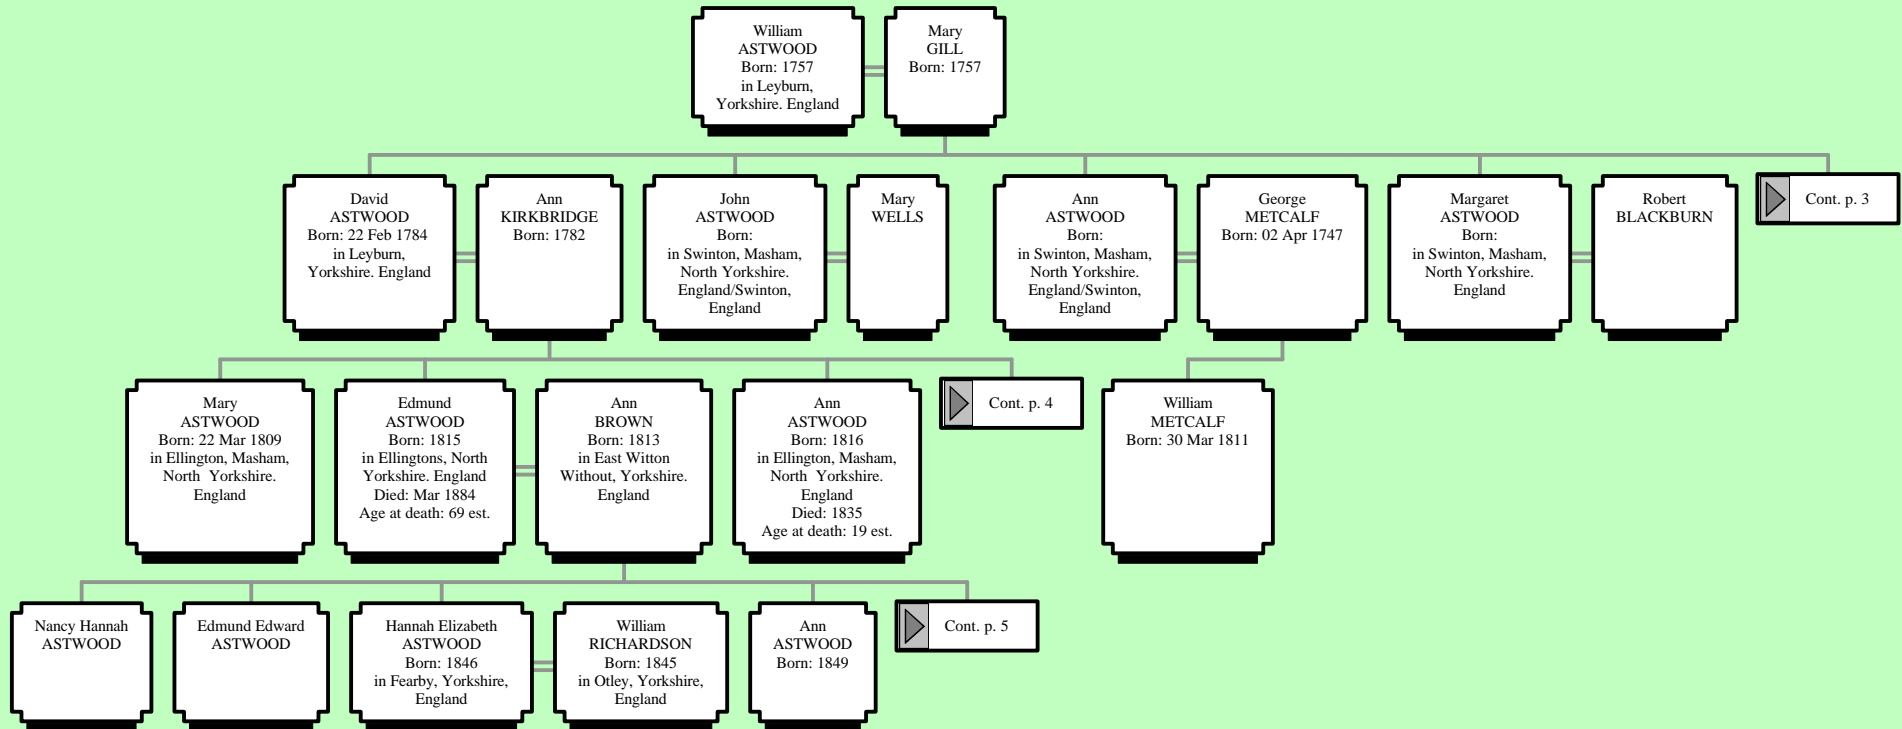 William
ASTWOOD
Born: 1757
in Leyburn,
Yorkshire. England
Mary
GILL
Born: 1757
David
ASTWOOD
Born: 22 Feb 1784
in Leyburn,
Yorkshire. England
Ann
KIRKBRIDGE
Born: 1782
John
ASTWOOD
Born:
in Swinton, Masham,
North Yorkshire.
England/Swinton,
England
Mary
WELLS
Ann
ASTWOOD
Born:
in Swinton, Masham,
North Yorkshire.
England/Swinton,
England
George
METCALF
Born: 02 Apr 1747
Margaret
ASTWOOD
Born:
in Swinton, Masham,
North Yorkshire.
England
Robert
BLACKBURN
Cont. p. 3
Mary
ASTWOOD
Born: 22 Mar 1809
in Ellington, Masham,
North Yorkshire.
England
Edmund
ASTWOOD
Born: 1815
in Ellingtons, North
Yorkshire. England
Died: Mar 1884
Age at death: 69 est.
Ann
BROWN
Born: 1813
in East Witton
Without, Yorkshire.
England
Ann
ASTWOOD
Born: 1816
in Ellington, Masham,
North Yorkshire.
England
Died: 1835
Age at death: 19 est.
Cont. p. 4
William
METCALF
Born: 30 Mar 1811
Nancy Hannah
ASTWOOD
Edmund Edward
ASTWOOD
Hannah Elizabeth
ASTWOOD
Born: 1846
in Fearby, Yorkshire,
England
William
RICHARDSON
Born: 1845
in Otley, Yorkshire,
England
Ann
ASTWOOD
Born: 1849
Cont. p. 5